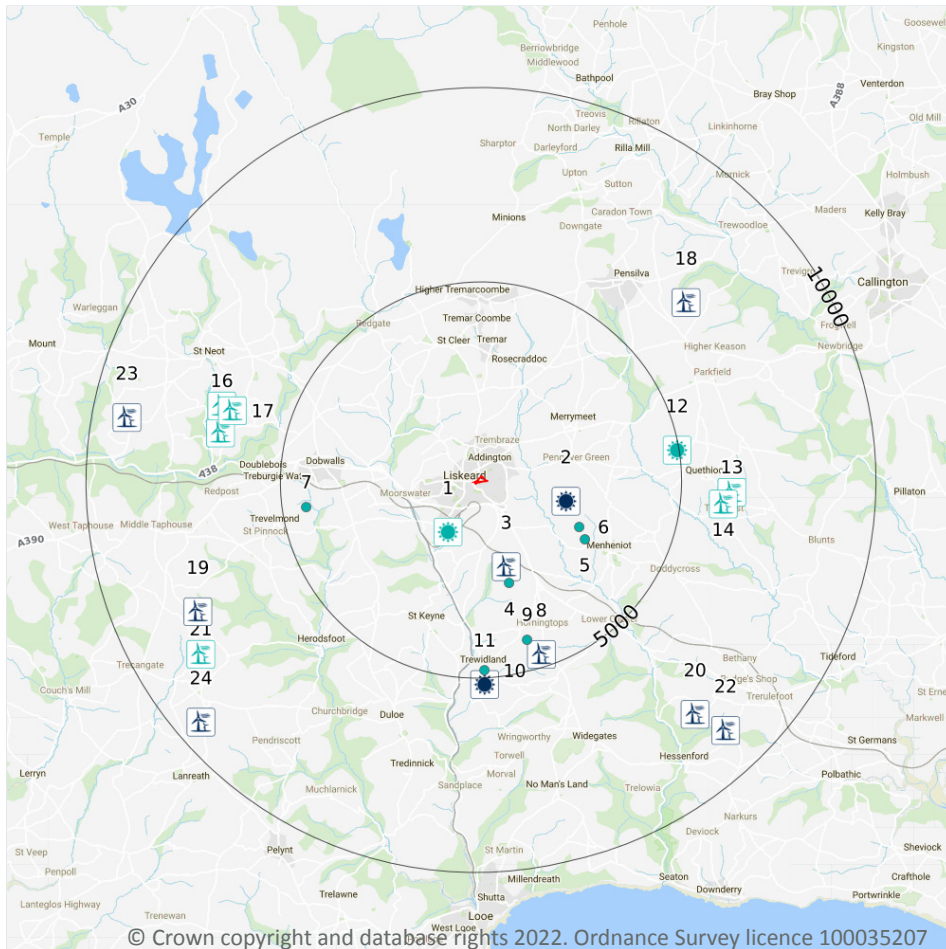 Penhole
Goosewell
Berriowbridge
Middlewood
Kingston
Bathpool
Venterdon
Bray Shop
A388
A30
Treovis
North Darley
Rillaton
Linkinhorne
Old Mill
Temple
Sharptor
Darleyford
Rilla Mill
Upton
Mornick
Holmbush
Sutton
Minions
Caradon Town
Maders
Kelly Bray
Downgate
Trewoodloe
18
Pensilva
Trevigro
10000
Callington
Higher Tremarcoombe
Warleggan
Redgate
Tremar Coombe
Frogwell
Newbridge
Mount
St Cleer
Tremar
Higher Keason
St Neot
Rosecraddoc
Parkfield
23
16
17
12
Merrymeet
Trembraze
Addington
2
Doublebois
Dobwalls
Treburgie
A38
Liskeard
Quethiock
13
Redpost
7
Moorswater
1
Pillaton
West Taphouse
Middle Taphouse
Trevelmond
St Pinnock
3
6
14
A390
Menheniot
Blunts
19
5
Doddycross
St Keyne
4
9
8
Horningtops
5000
21
Herodsfoot
11
Trewidland
Bethany
Tideford
Trecangate
24
10
20
22
Trerulefoot
Couch's Mill
Churchbridge
Duloe
Markwell
Pendriscott
Wringworthy
Widegates
St Germans
Hessenford
Lerryn
Lanreath
Tredinnick
Torwell
Morval
Polbathic
Muchlarnick
Sandplace
No Man's Land
Trelowia
Narkurs
St Veep
Pelynt
St Martin
Deviock
Sheviock
Penpoll
Millendreath
Seaton
Downderry
Crafthole
Trelawne
Shutta
Portwrinkle
Lanteglos Highway
Trenewan
Looe
West Looe
© Crown copyright and database rights 2022. Ordnance Survey licence 100035207